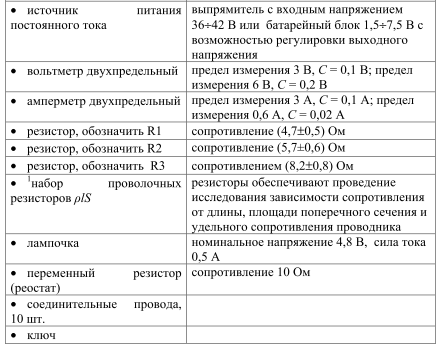 • источник питания постоянного тока
выпрямитель с входным напряжением
36÷42 В или батарейный блок 1,5÷7,5 В с
возможностью регулировки выходного
напряжения
• вольтметр двухпредельный
предел измерения 3 В, C = 0,1 В; предел
измерения 6 В, C = 0,2 В
• амперметр двухпредельный
предел измерения 3 А, C = 0,1 А; предел
измерения 0,6 А, C = 0,02 А
• резистор, обозначить R1
сопротивление (4,7±0,5) Ом
• резистор, обозначить R2
сопротивление (5,7±0,6) Ом
• резистор, обозначить R3
сопротивлением (8,2±0,8) Ом
• ¹набор проволочных
резисторов ρlS
резисторы обеспечивают проведение
исследования зависимости сопротивления
от длины, площади поперечного сечения и
удельного сопротивления проводника
• лампочка
номинальное напряжение 4,8 В, сила тока
0,5 А
• переменный резистор
(реостат)
сопротивление 10 Ом
• соединительные провода,
10 шт.
• ключ